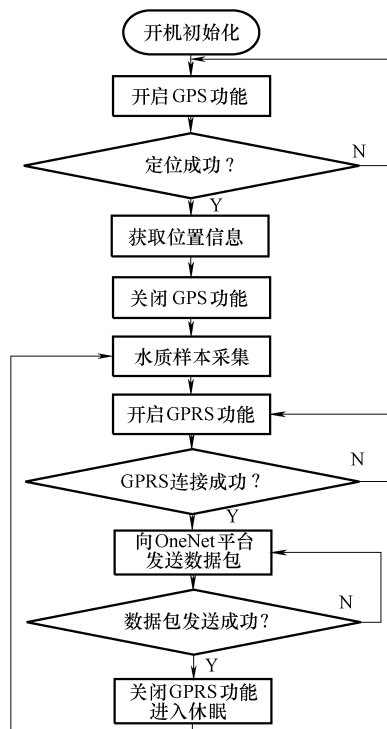 开机初始化
开启GPS功能
定位成功？
N
Y
获取位置信息
关闭GPS功能
水质样本采集
开启GPRS功能
GPRS连接成功？
N
Y
向OneNet平台
发送数据包
数据包发送成功？
N
Y
关闭GPRS功能
进入休眠